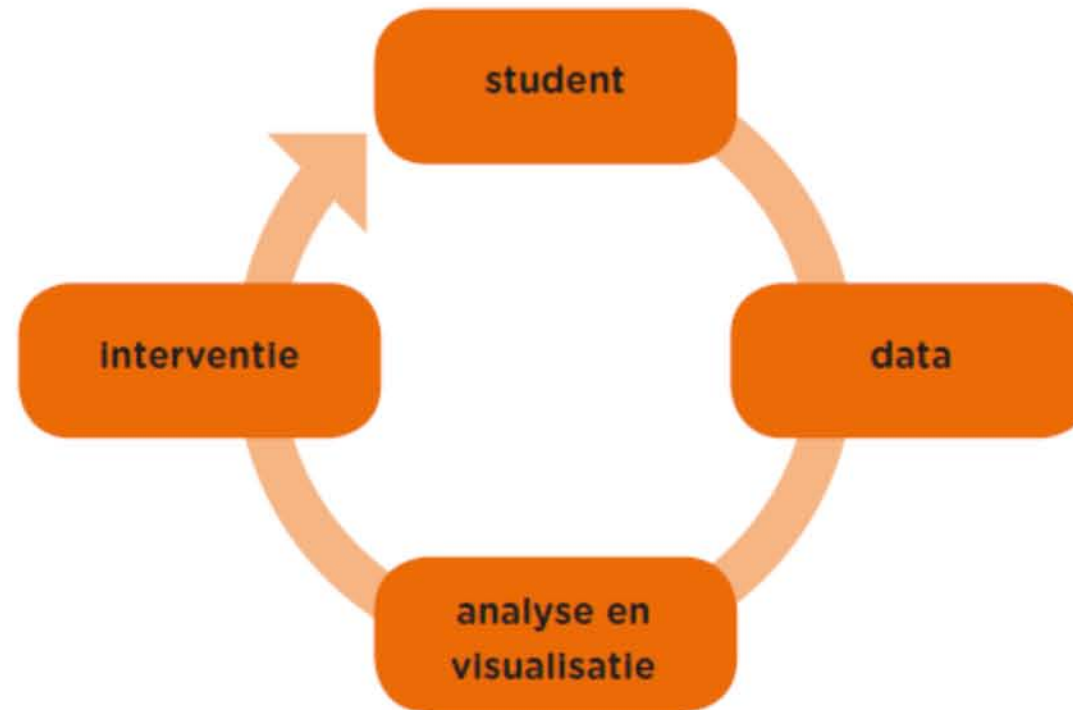 student
interventie
data
analyse en
visualisatie